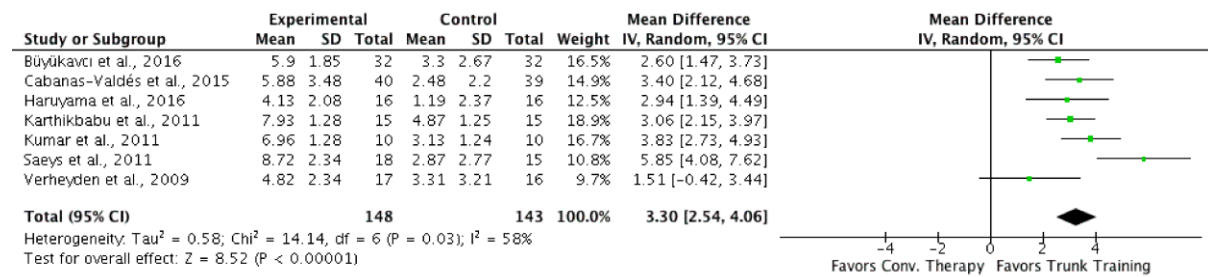 Experimental Control Mean Difference Mean Difference
Study or Subgroup Mean SD Total Mean SD Total Weight IV, Random, 95% CI IV, Random, 95% CI
Büyükavcı et al., 2016 5.9 1.85 32 3.3 2.67 32 16.5% 2.60 [1.47, 3.73]
Cabanas-Valdés et al., 2015 5.88 3.48 40 2.48 2.2 39 14.9% 3.40 [2.12, 4.68]
Haruyama et al., 2016 4.13 2.08 16 1.19 2.37 16 12.5% 2.94 [1.39, 4.49]
Karthikbabu et al., 2011 7.93 1.28 15 4.87 1.25 15 18.9% 3.06 [2.15, 3.97]
Kumar et al., 2011 6.96 1.28 10 3.13 1.24 10 16.7% 3.83 [2.73, 4.93]
Saeys et al., 2011 8.72 2.34 18 2.87 2.77 15 10.8% 5.85 [4.08, 7.62]
Verheyden et al., 2009 4.82 2.34 17 3.31 3.21 16 9.7% 1.51 [-0.42, 3.44]
Total (95% CI) 148 143 100.0% 3.30 [2.54, 4.06]
Heterogeneity: Tau² = 0.58; Chi² = 14.14, df = 6 (P = 0.03); I² = 58%
Test for overall effect: Z = 8.52 (P < 0.00001)
-4 -2 0 2 4
Favors Conv. Therapy Favors Trunk Training